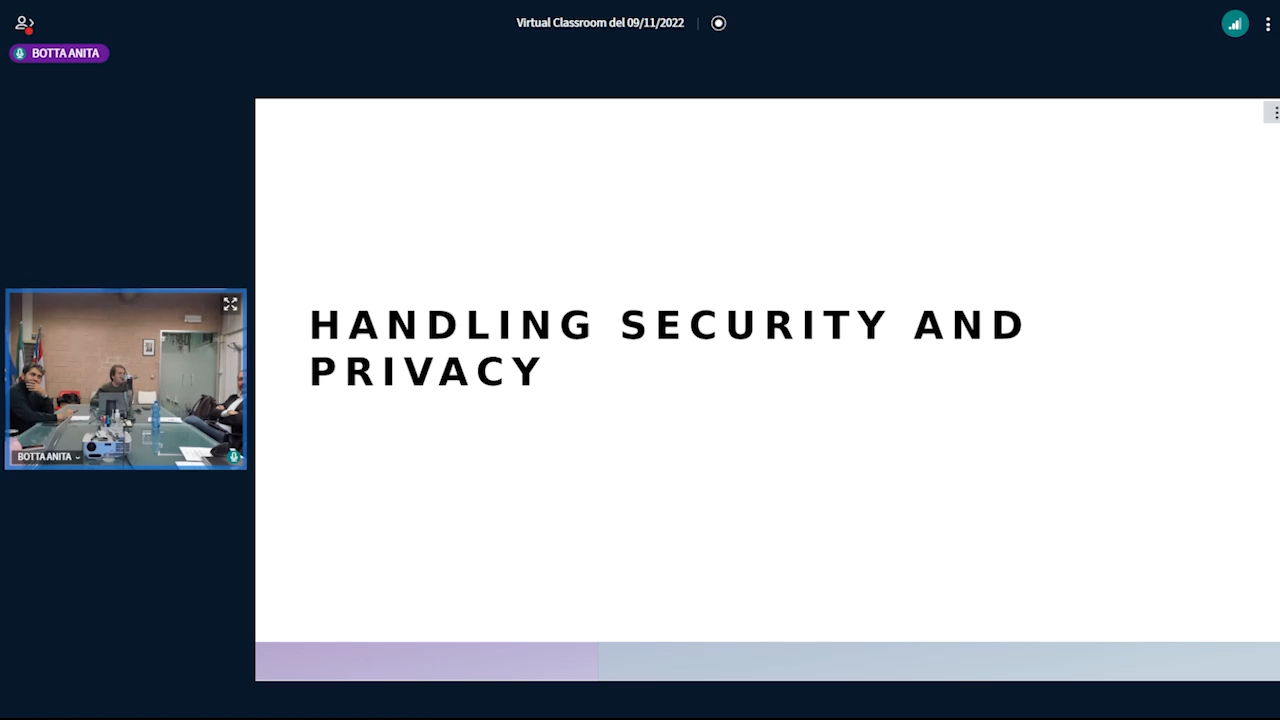 Virtual Classroom del 09/11/2022
BOTTA ANITA
HANDLING SECURITY AND
PRIVACY
BOTTA ANITA